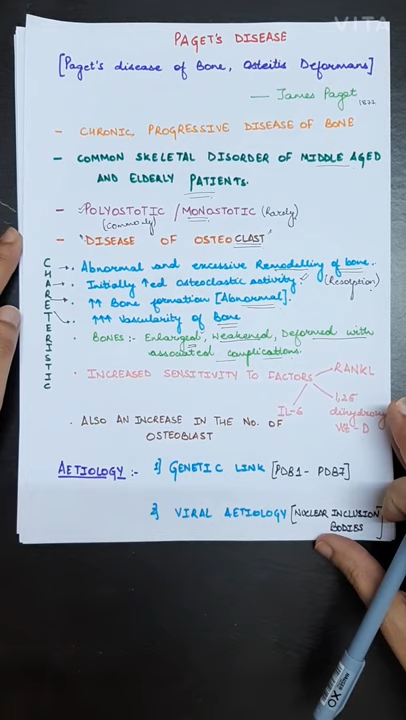 VITA
PAGET'S DISEASE
[Paget's disease of Bone, Osteitis Deformans]
— James Paget 1877
- CHRONIC, PROGRESSIVE DISEASE OF BONE
- COMMON SKELETAL DISORDER OF MIDDLE AGED
AND ELDERLY PATIENTS.
- POLYOSTOTIC / MONOSTOTIC (Rarely)
(Commonly)
- "DISEASE OF OSTEOCLAST"
CHARETERISTIC
. Abnormal and excessive Remodelling of bone.
. Initially ↑ed osteoclastic activity. (Resorption)
. ↑↑ Bone formation [Abnormal].
. ↑↑↑ Vascularity of Bone
. BONES:- Enlarged, Weakened, Deformed with
associated complications.
. INCREASED SENSITIVITY TO FACTORS
RANKL
IL-6
1,25
dihydroxy
Vit-D
. ALSO AN INCREASE IN THE No. OF
OSTEOBLAST
AETIOLOGY :- 1) GENETIC LINK [PDB1- PDB7]
2) VIRAL AETIOLOGY [NUCLEAR INCLUSION
BODIES]
XO